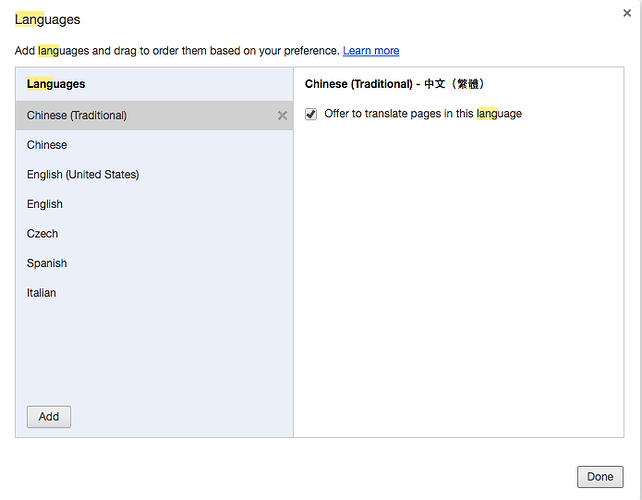 Languages
Add languages and drag to order them based on your preference. Learn more
Languages
Chinese (Traditional)
Chinese
English (United States)
English
Czech
Spanish
Italian
Add
Chinese (Traditional) - 中文（繁體）
Offer to translate pages in this language
Done